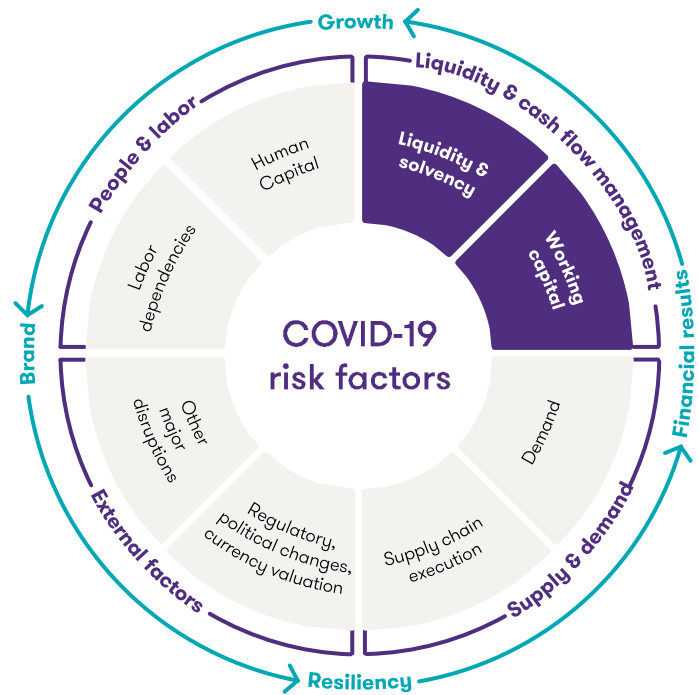 Growth
Liquidity & cash flow management
People & labor
Human
Capital
Liquidity &
solvency
Labor
dependencies
Working
capital
COVID-19
risk factors
Brand
Financial results
Other
major
disruptions
Demand
Regulatory,
political changes,
currency valuation
Supply chain
execution
External factors
Supply & demand
Resiliency